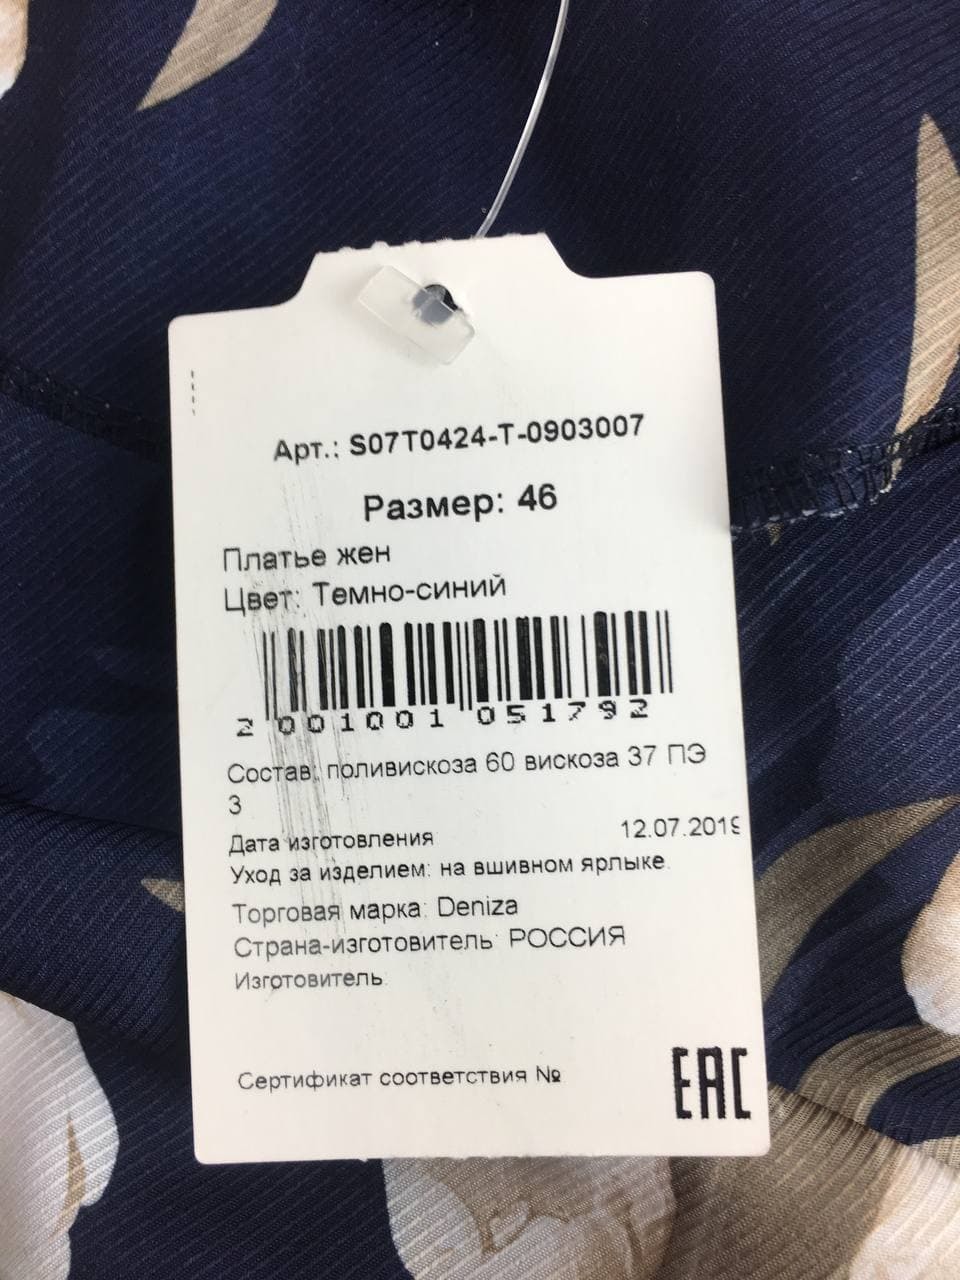 Арт.: S07T0424-T-0903007
Размер: 46
Платье жен
Цвет: Темно-синий
2 001001 051792
Состав: поливискоза 60 вискоза 37 ПЭ
3
Дата изготовления 12.07.2019
Уход за изделием: на вшивном ярлыке.
Торговая марка: Deniza
Страна-изготовитель: РОССИЯ
Изготовитель:
Сертификат соответствия №
EAC